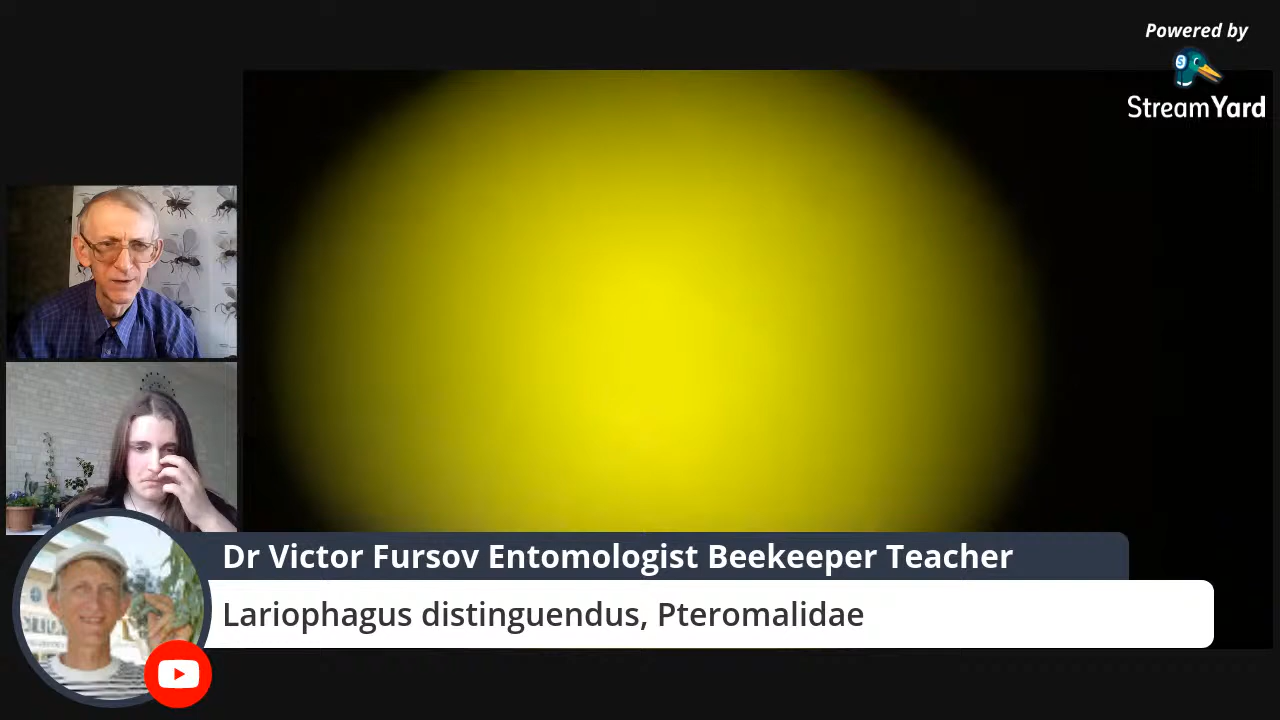 Powered by
StreamYard
Dr Victor Fursov Entomologist Beekeeper Teacher
Lariophagus distinguendus, Pteromalidae